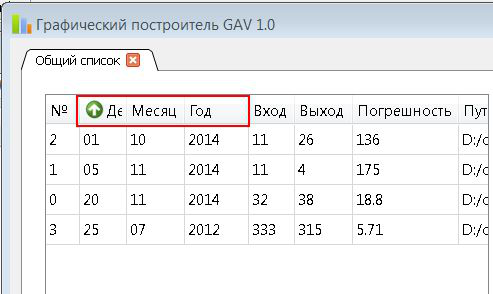 Графический построитель GAV 1.0
Общий список
№ Де Месяц Год Вход Выход Погрешность Пут
2 01 10 2014 11 26 136 D:/c
1 05 11 2014 11 4 175 D:/c
0 20 11 2014 32 38 18.8 D:/c
3 25 07 2012 333 315 5.71 D:/c